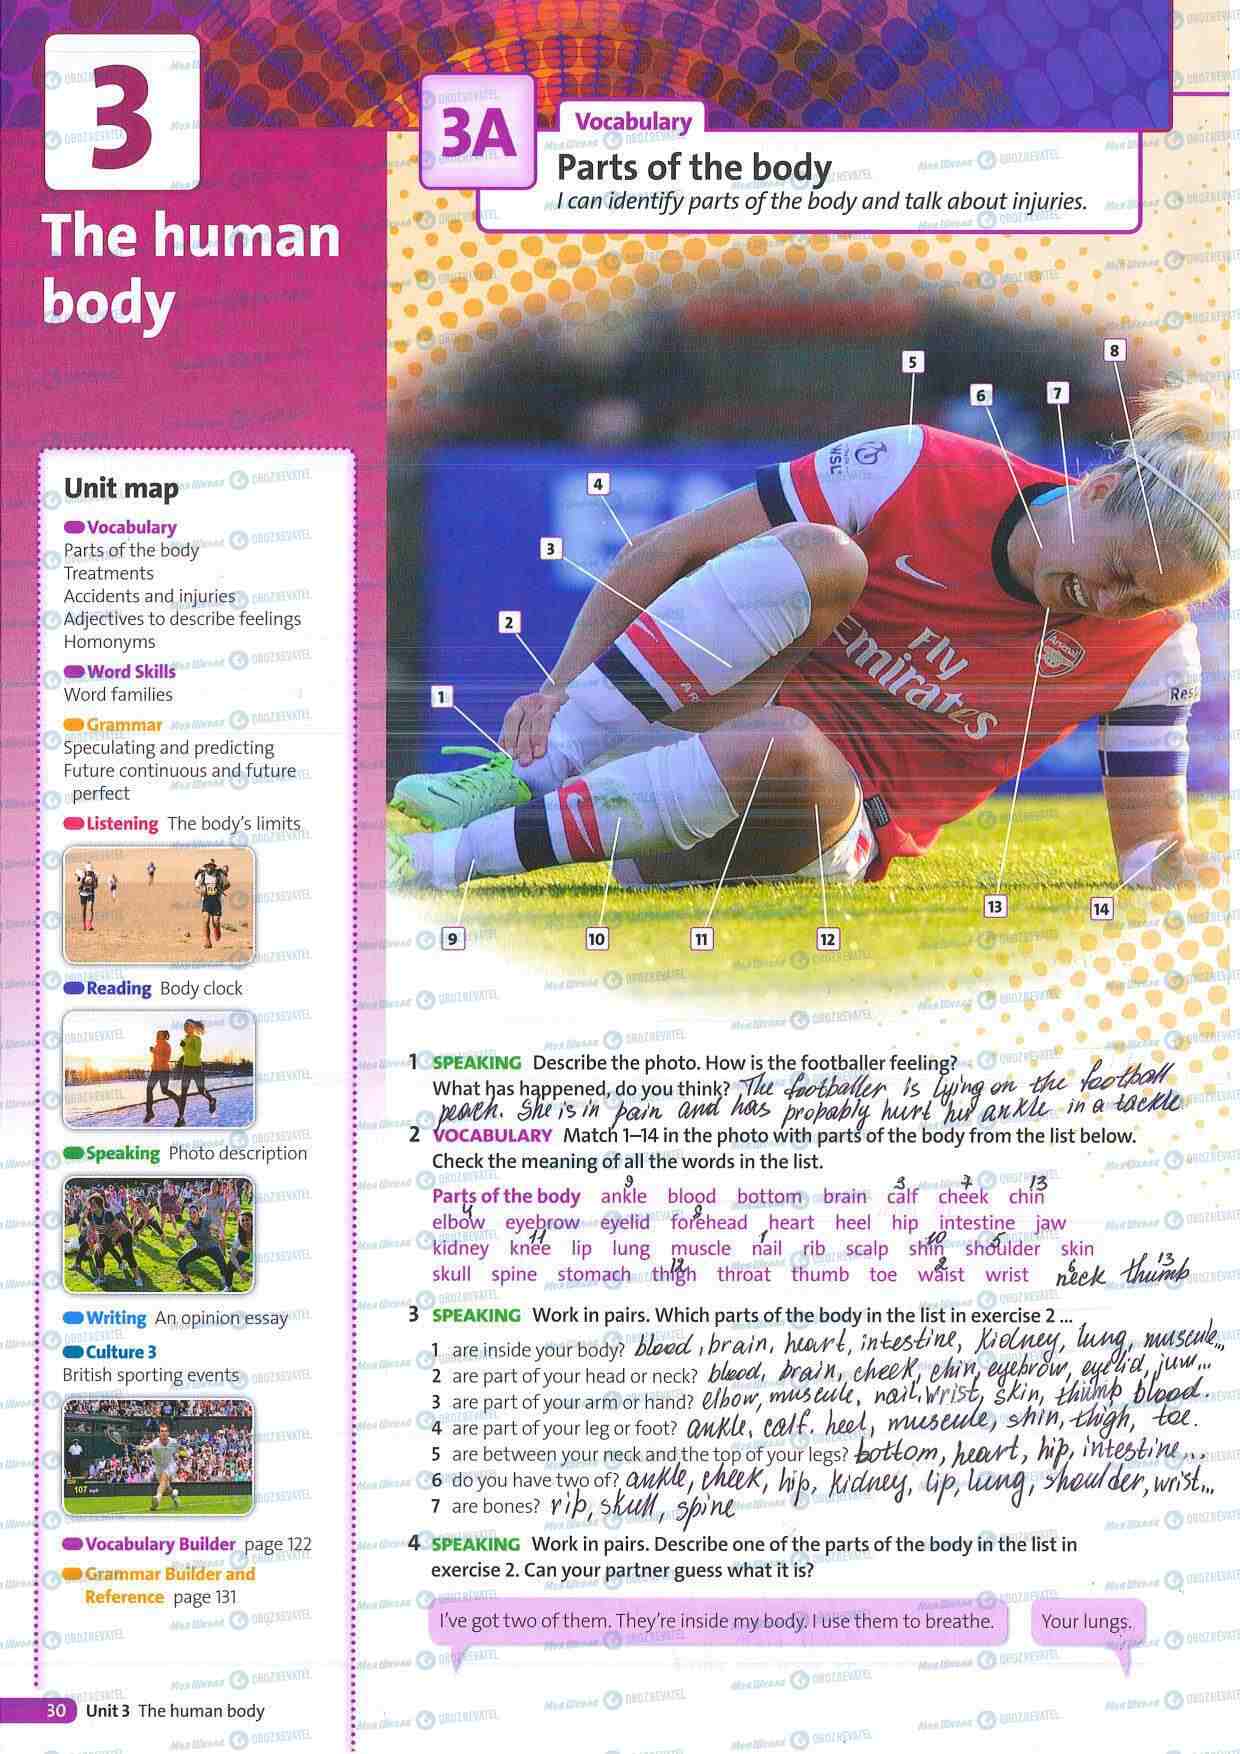 3
The human
body
3A
Vocabulary
Parts of the body
I can identify parts of the body and talk about injuries.
Unit map
Vocabulary
Parts of the body
Treatments
Accidents and injuries
Adjectives to describe feelings
Homonyms
Word Skills
Word families
Grammar
Speculating and predicting
Future continuous and future
perfect
Listening The body's limits
Reading Body clock
Speaking Photo description
Writing An opinion essay
Culture 3
British sporting events
107
Vocabulary Builder page 122
Grammar Builder and
Reference page 131
5
8
6
7
4
3
2
1
WSL
Fly
Emirates
Arsenal
13
14
9
10
11
12
1 SPEAKING Describe the photo. How is the footballer feeling?
What has happened, do you think? The footballer is lying on the football
peach. She is in pain and has propably hurt his ankle in a tackle
2 VOCABULARY Match 1–14 in the photo with parts of the body from the list below.
Check the meaning of all the words in the list.
9 3 7 13
Parts of the body ankle blood bottom brain calf cheek chin
4 8
elbow eyebrow eyelid forehead heart heel hip intestine jaw
11 1 10 5
kidney knee lip lung muscle nail rib scalp shin shoulder skin
12 2 6 13
skull spine stomach thigh throat thumb toe waist wrist neck thumb
3 SPEAKING Work in pairs. Which parts of the body in the list in exercise 2 ...
1 are inside your body? blood, brain, heart, intestine, kidney, lung, muscule...
2 are part of your head or neck? blood, brain, cheek, chin, eyebrow, eyelid, juw...
3 are part of your arm or hand? elbow, muscule, nail, wrist, skin, thump blood.
4 are part of your leg or foot? ankle, calf, heel, muscule, shin, thigh, toe.
5 are between your neck and the top of your legs? bottom, heart, hip, intestine...
6 do you have two of? ankle, cheek, hip, kidney, lip, lung, shoulder, wrist...
7 are bones? rip, skull, spine
4 SPEAKING Work in pairs. Describe one of the parts of the body in the list in
exercise 2. Can your partner guess what it is?
I've got two of them. They're inside my body. I use them to breathe.
Your lungs.
30 Unit 3 The human body
OBOZREVATEL